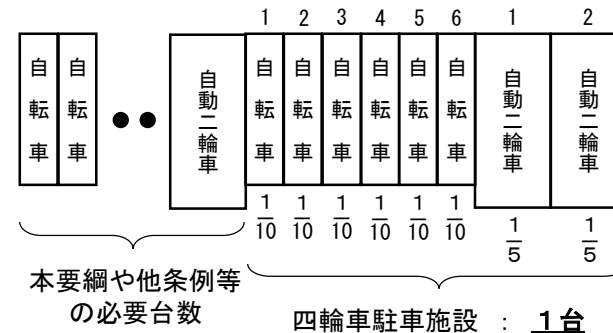 1 2 3 4 5 6 1 2
自転車 自転車 ●● 自動二輪車 自転車 自転車 自転車 自転車 自転車 自転車 自動二輪車 自動二輪車
1/10 1/10 1/10 1/10 1/10 1/10 1/5 1/5
本要綱や他条例等
の必要台数
四輪車駐車施設 : 1台